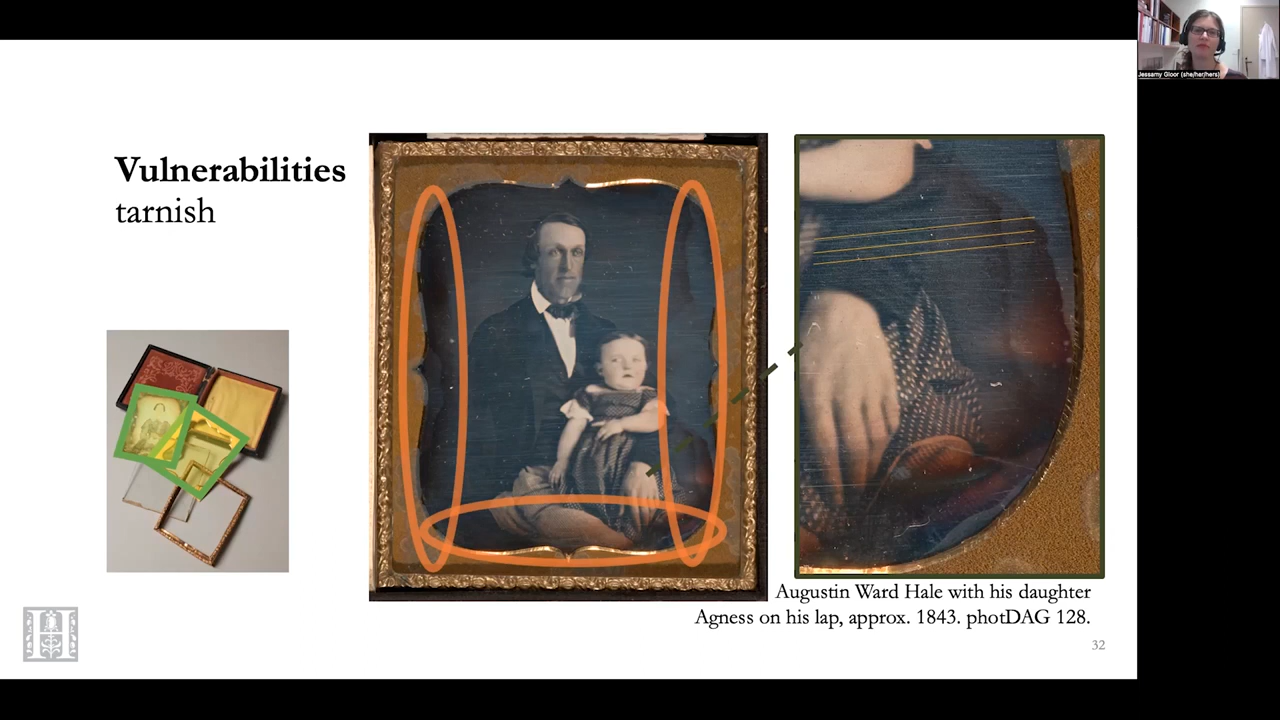 Jessamy Gloor (she/her/hers)
Vulnerabilities
tarnish
Augustin Ward Hale with his daughter
Agness on his lap, approx. 1843. photDAG 128.
32
H